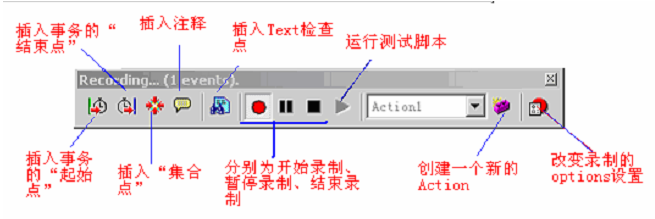 插入事务的“
结束点”
插入注释
插入Text检查
点
运行测试脚本
Recording... (1 events).
Action1
插入事务
的“起始
点”
插入“集合
点”
分别为开始录制、
暂停录制、结束录
制
创建一个新的
Action
改变录制的
options设置